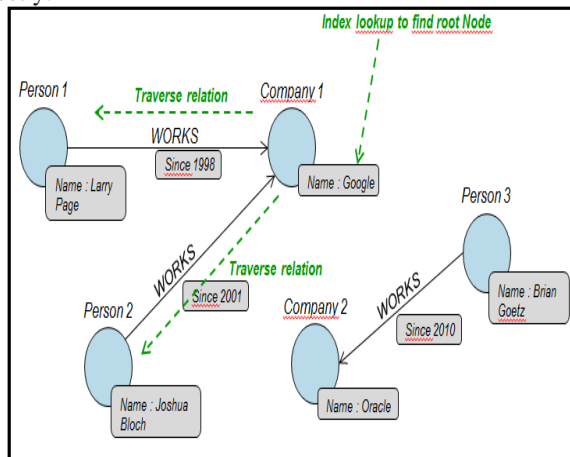 Index lookup to find root Node
Person 1
Traverse relation
Company 1
WORKS
Since 1998
Name : Larry
Page
Name : Google
Person 3
WORKS
Traverse relation
Since 2001
Person 2
Company 2
WORKS
Since 2010
Name : Brian
Goetz
Name : Joshua
Bloch
Name : Oracle